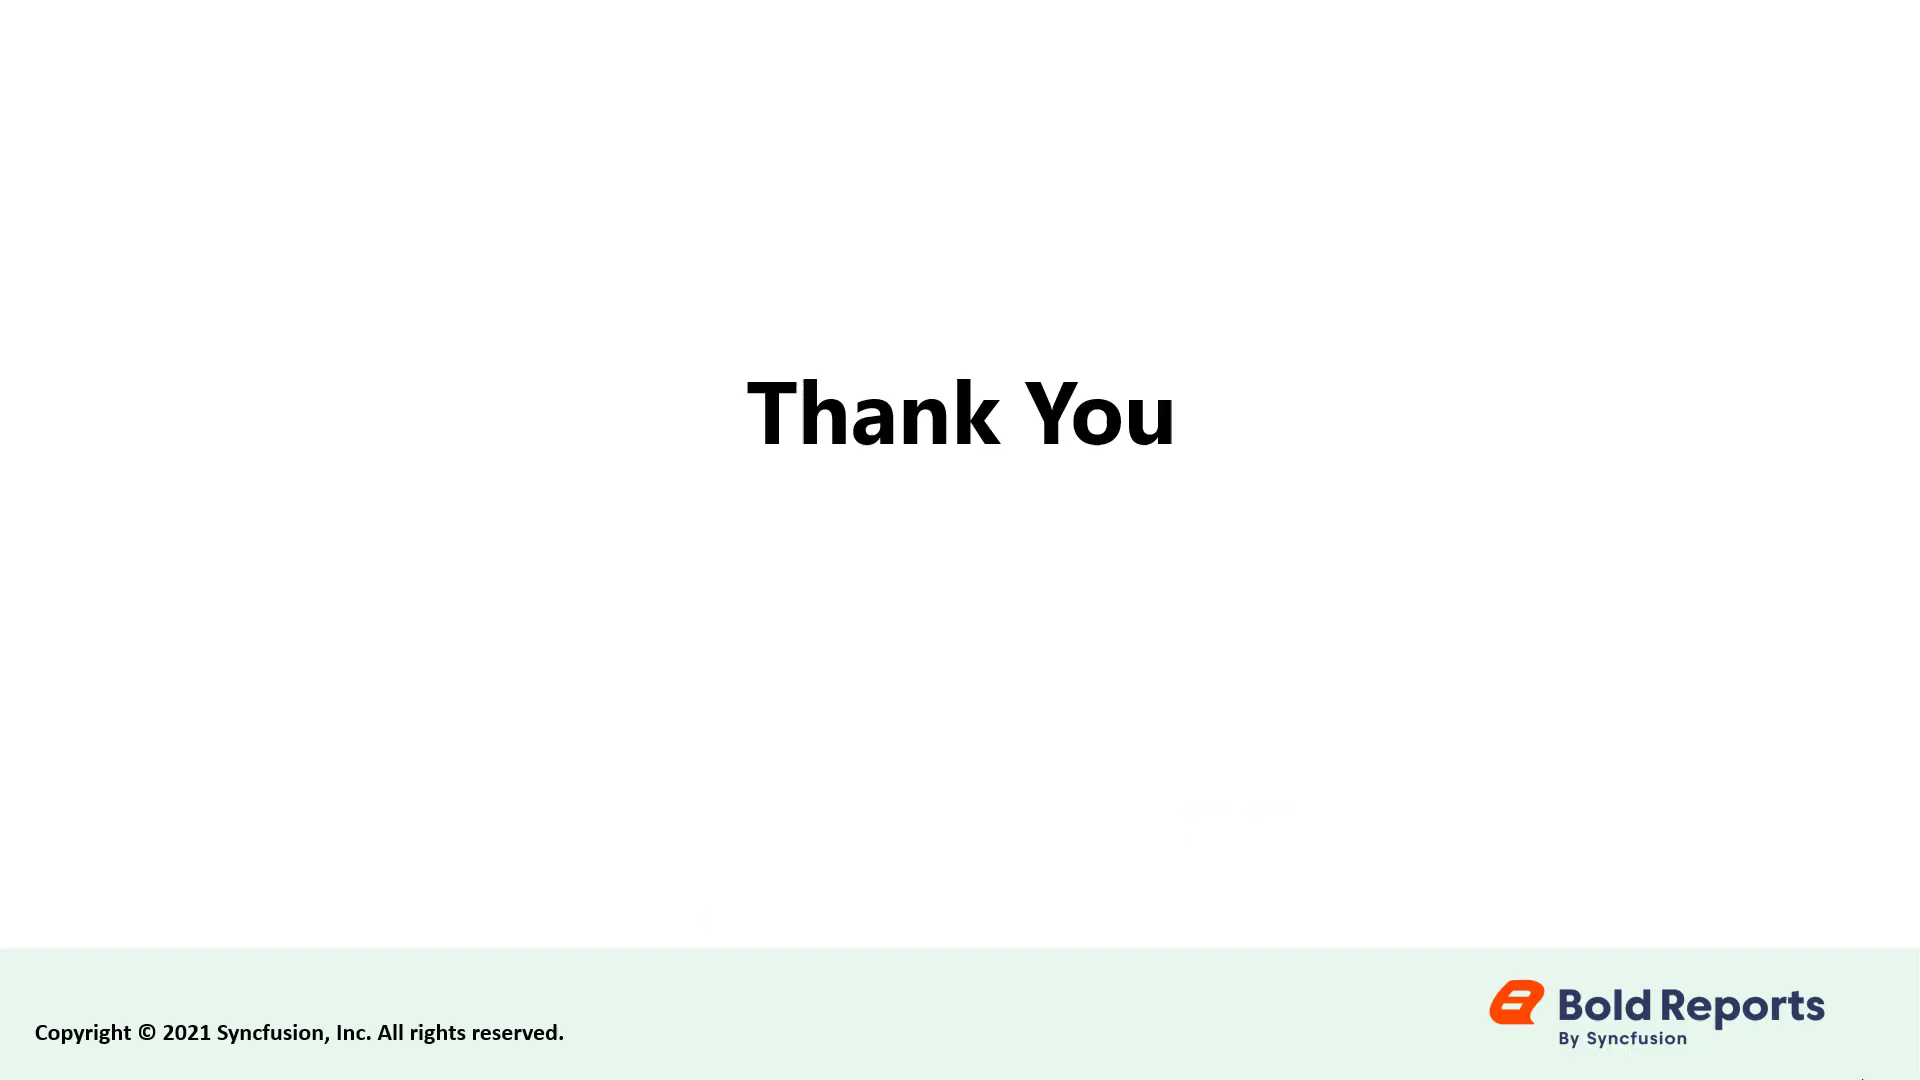 Thank You
Copyright © 2021 Syncfusion, Inc. All rights reserved.
Bold Reports
By Syncfusion